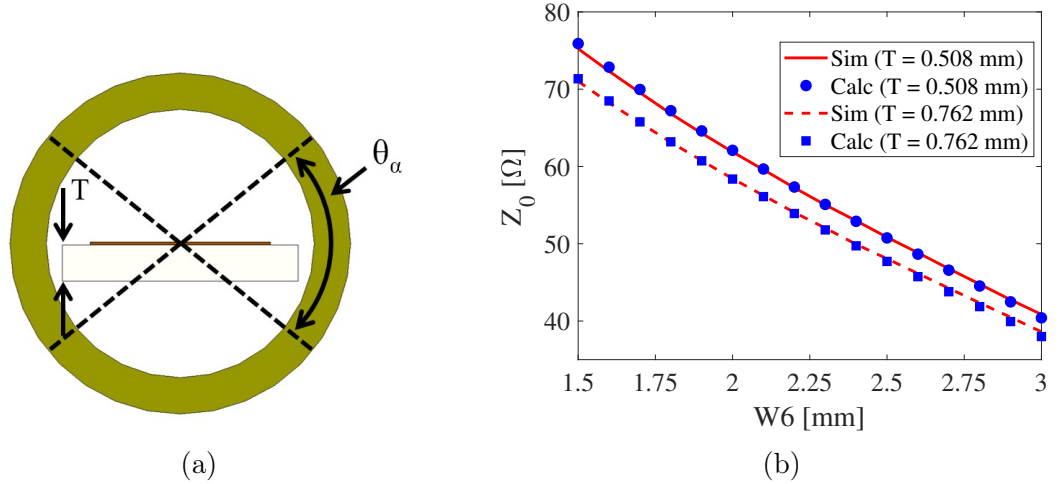 T
θα
(a)
80
70
60
50
40
Z0 [Ω]
Sim (T = 0.508 mm)
Calc (T = 0.508 mm)
Sim (T = 0.762 mm)
Calc (T = 0.762 mm)
1.5 1.75 2 2.25 2.5 2.75 3
W6 [mm]
(b)